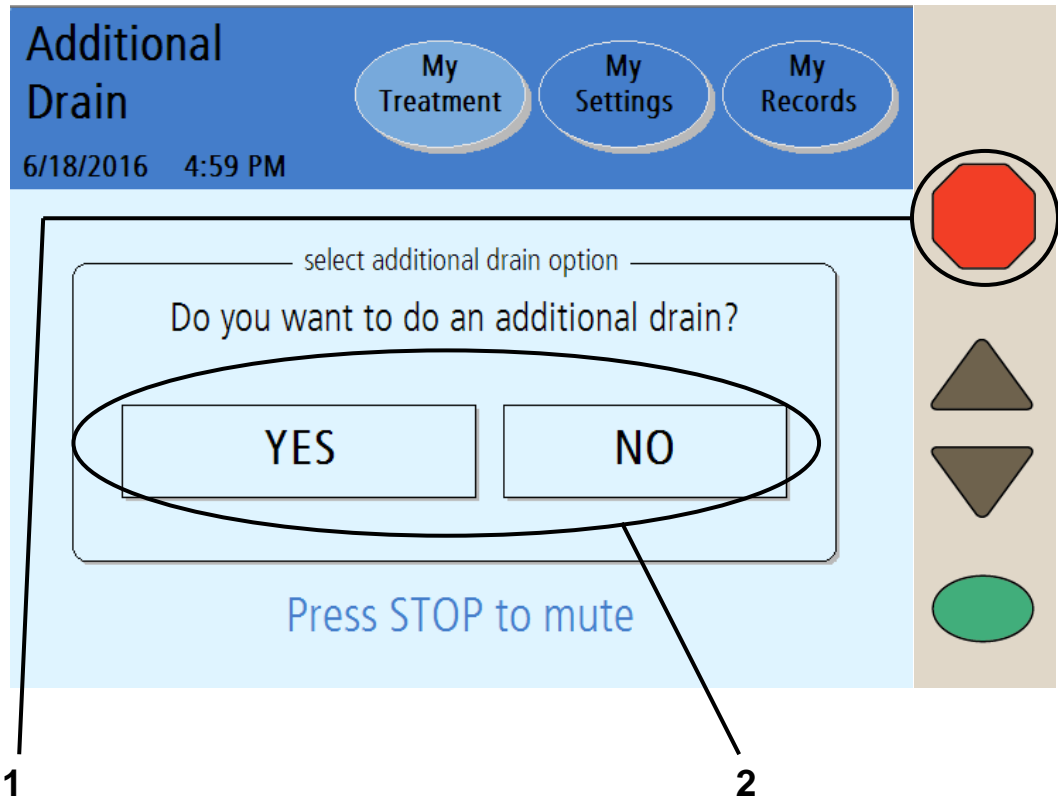 Additional
Drain
6/18/2016 4:59 PM
My
Treatment
My
Settings
My
Records
select additional drain option
Do you want to do an additional drain?
YES
NO
Press STOP to mute
1
2